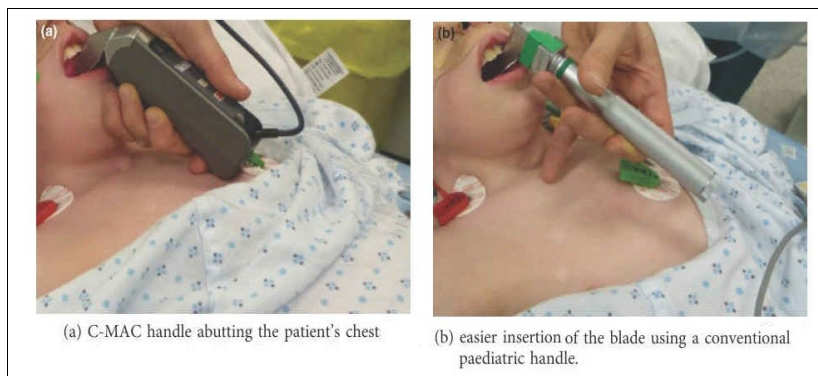 (a)
(b)
(a) C-MAC handle abutting the patient's chest
(b) easier insertion of the blade using a conventional
paediatric handle.